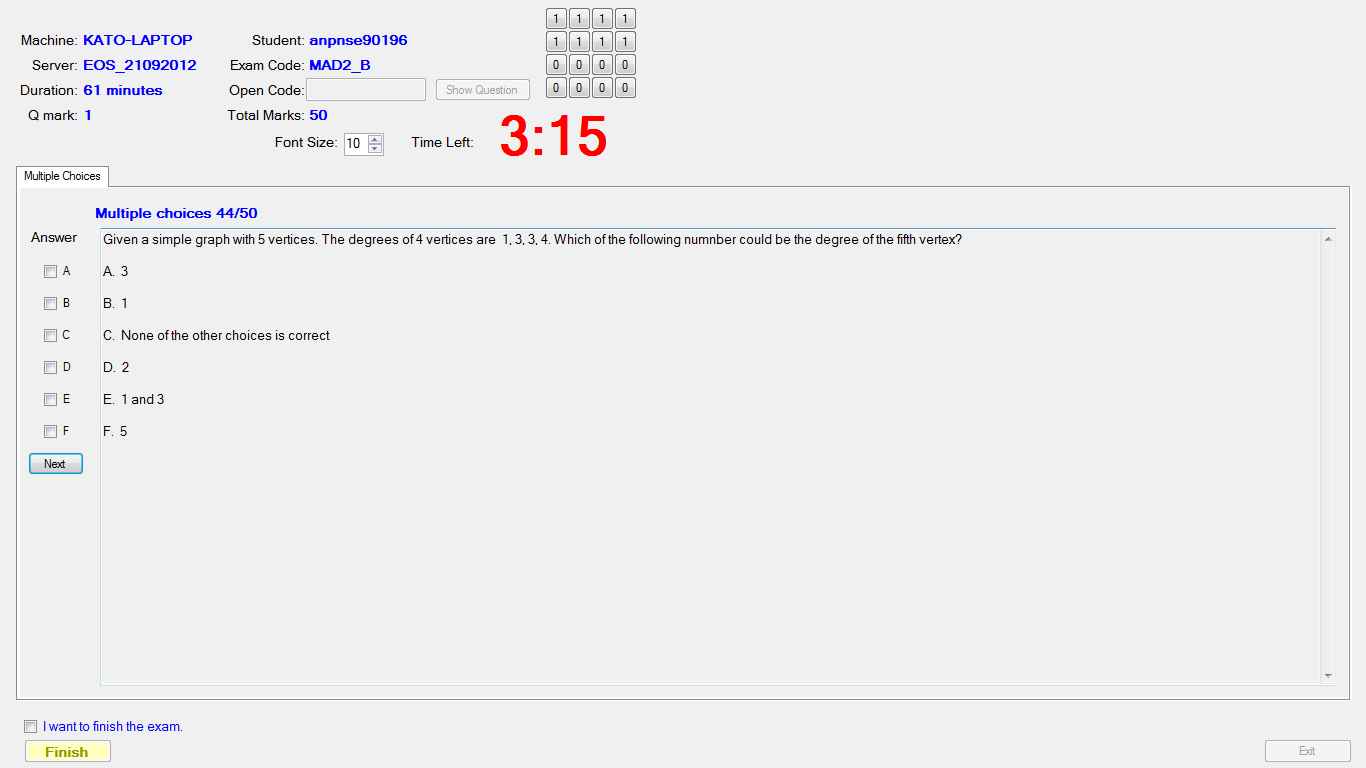 1 1 1 1
Machine: KATO-LAPTOP Student: anpnse90196 1 1 1 1
Server: EOS_21092012 Exam Code: MAD2_B 0 0 0 0
Duration: 61 minutes Open Code: Show Question 0 0 0 0
Q mark: 1 Total Marks: 50
Font Size: 10 Time Left: 3:15
Multiple Choices
Multiple choices 44/50
Answer Given a simple graph with 5 vertices. The degrees of 4 vertices are 1, 3, 3, 4. Which of the following numnber could be the degree of the fifth vertex?
A A. 3
B B. 1
C C. None of the other choices is correct
D D. 2
E E. 1 and 3
F F. 5
Next
I want to finish the exam.
Finish Exit